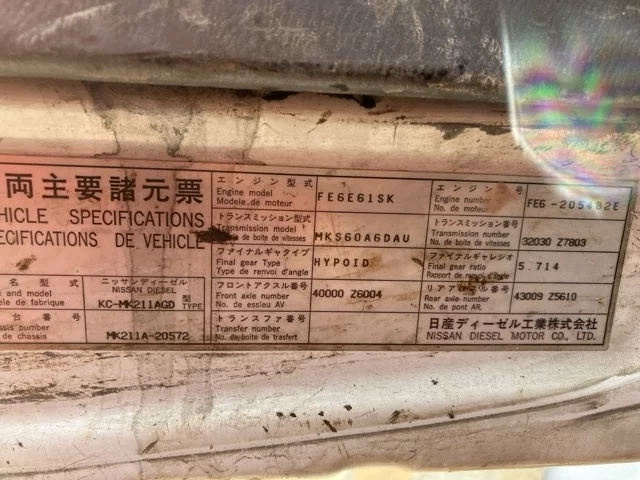 両主要諸元票
HICLE SPECIFICATIONS
ECIFICATIONS DE VEHICLE
名型式
ニッサンディーゼル
NISSAN DIESEL
e and model
èle de fabrique
KC-MK211AGD 型 TYPE
台番号
assis number
de chassis
MK211A-20572
エンジン型式
Engine model
Modele de moteur
FE6E61SK
エンジン番号
Engine number
No. de moteur
FE6-205482E
トランスミッション型式
Transmission model
de boite de vitesses
MKS60A6DAU
トランスミッション番号
Transmission number
No. de boite de vitesses
32030 Z7803
ファイナルギヤタイプ
Final gear Type
Type de renvoi d'angle
HYPOID
ファイナルギャレシオ
Final gear ratio
Rapport de renvoi d'angle
5.714
フロントアクスル番号
Front axle number
No. de essieu AV
40000 Z6004
リアアクスル番号
Rear axle number
No. de pont AR.
43009 Z5610
トランスファ番号
Transfer number
No. de boite de trasfert
日産ディーゼル工業株式会社
NISSAN DIESEL MOTOR CO., LTD.